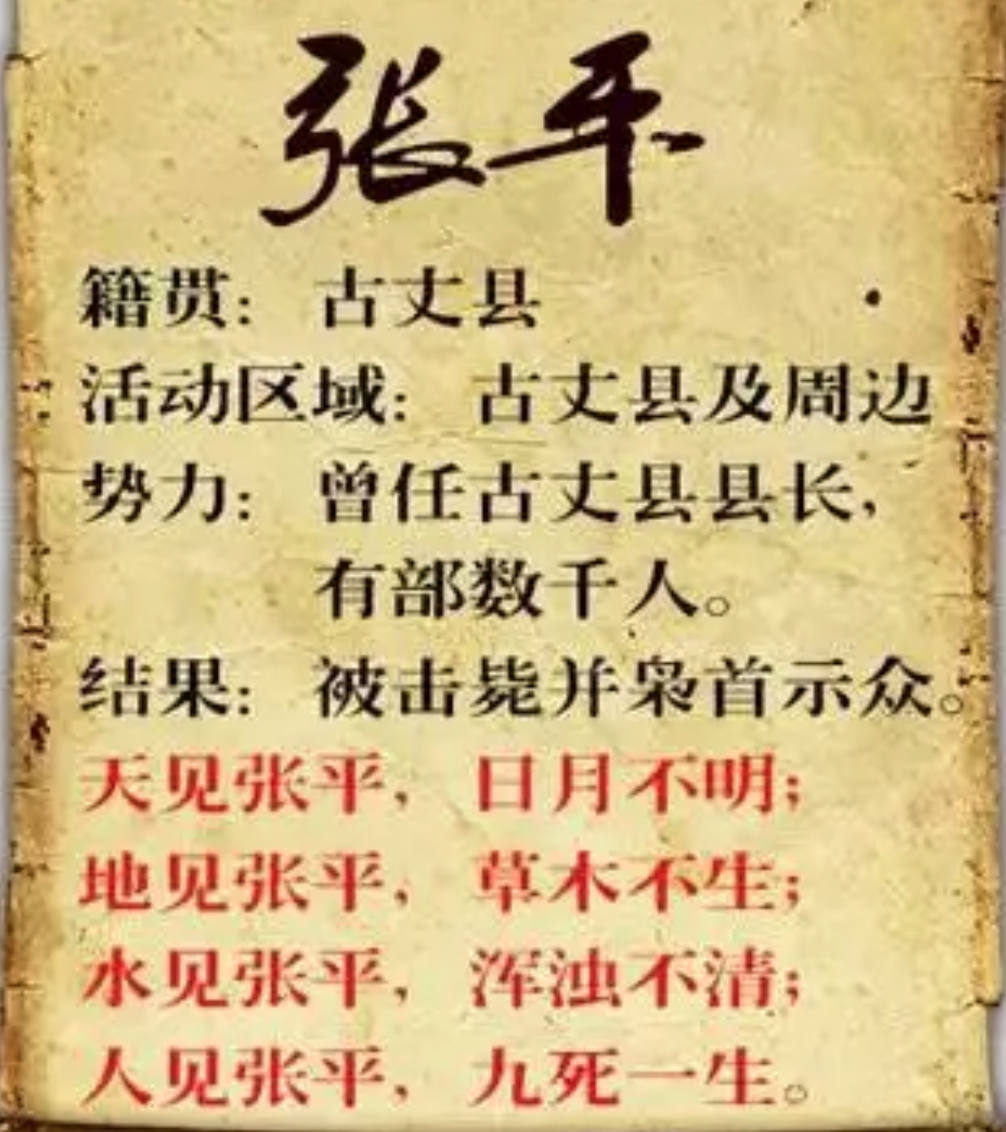 张平
籍贯：古丈县
活动区域：古丈县及周边
势力：曾任古丈县县长，
有部数千人。
结果：被击毙并枭首示众。
天见张平，日月不明；
地见张平，草木不生；
水见张平，浑浊不清；
人见张平，九死一生。